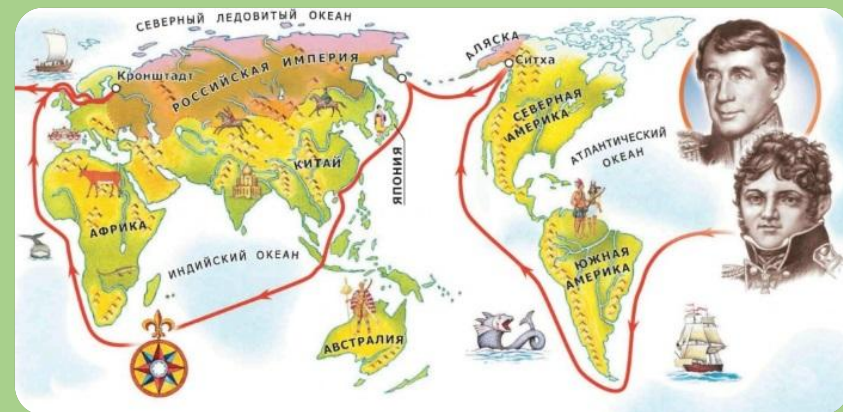 СЕВЕРНЫЙ ЛЕДОВИТЫЙ ОКЕАН
Кронштадт
РОССИЙСКАЯ ИМПЕРИЯ
АЛЯСКА
Ситха
СЕВЕРНАЯ
АМЕРИКА
АТЛАНТИЧЕСКИЙ
ОКЕАН
КИТАЙ
ЯПОНИЯ
АФРИКА
ИНДИЙСКИЙ ОКЕАН
ЮЖНАЯ
АМЕРИКА
АВСТРАЛИЯ